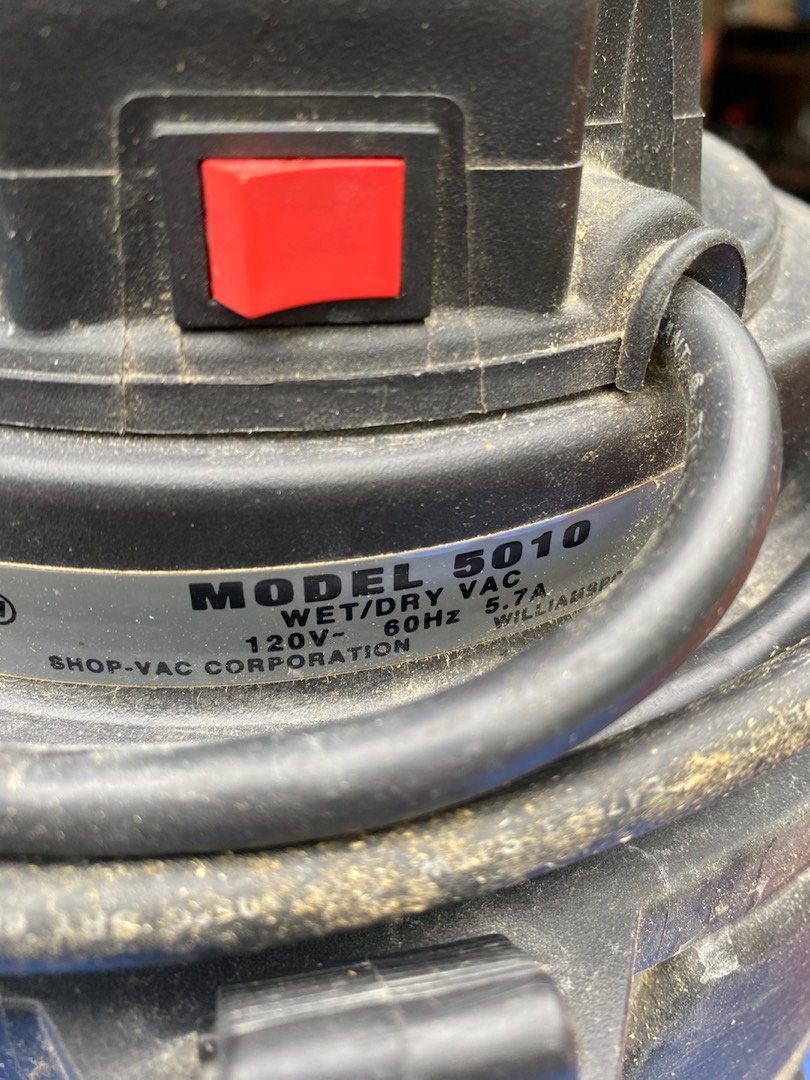 MODEL 5010
WET/DRY VAC
120V~ 60Hz 5.7A
SHOP-VAC CORPORATION